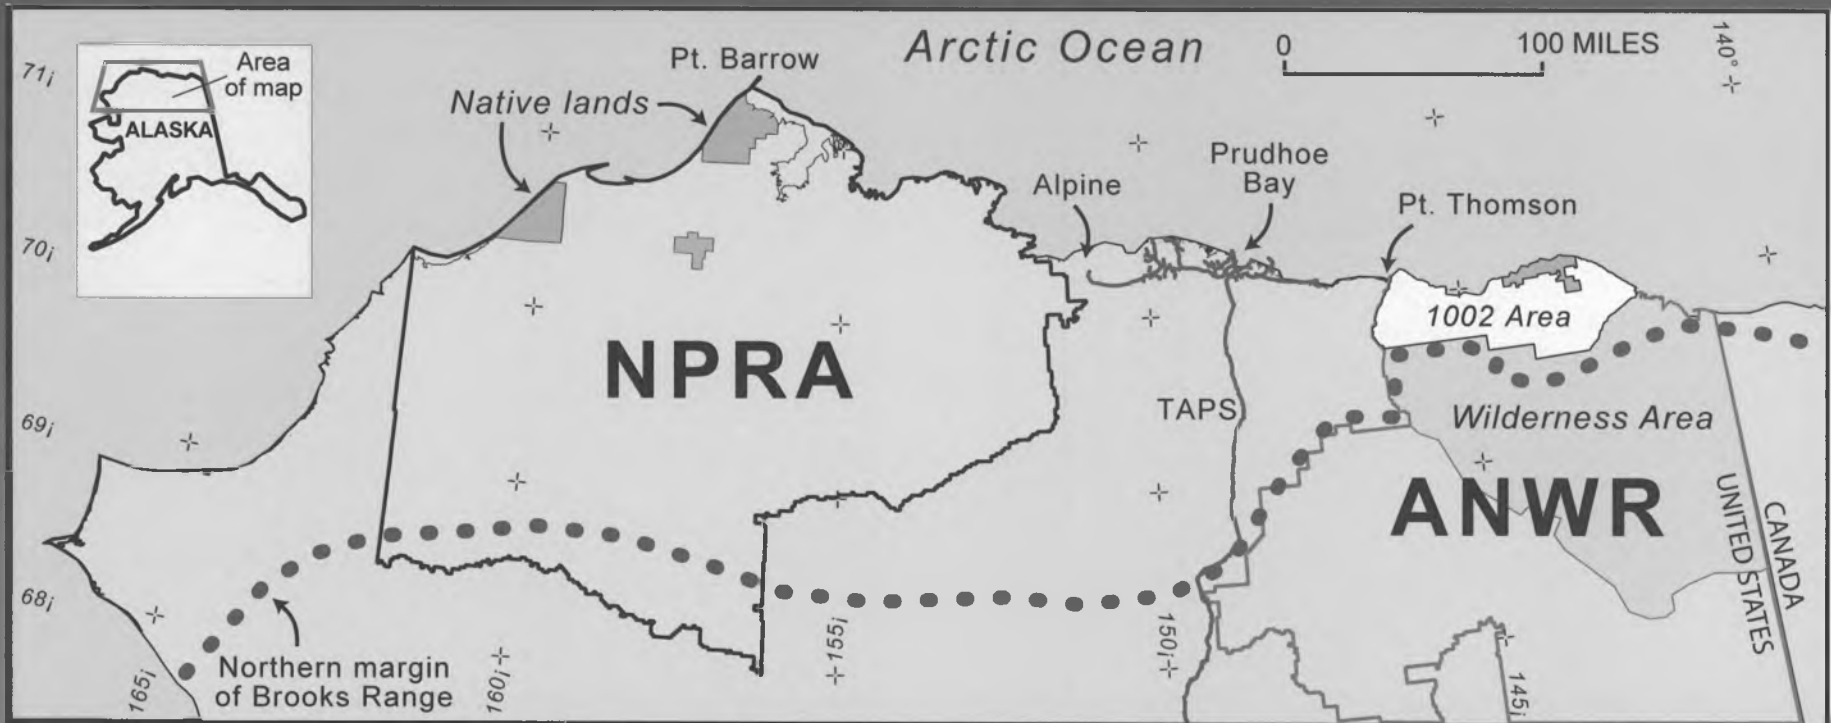 Arctic Ocean
0 100 MILES
140°
71¡
Area
of map
ALASKA
Pt. Barrow
Native lands
Prudhoe
Bay
Alpine
Pt. Thomson
70¡
1002 Area
NPRA
TAPS
Wilderness Area
69¡
ANWR
UNITED STATES
CANADA
68¡
Northern margin
of Brooks Range
165¡
160¡
155¡
150¡
145¡